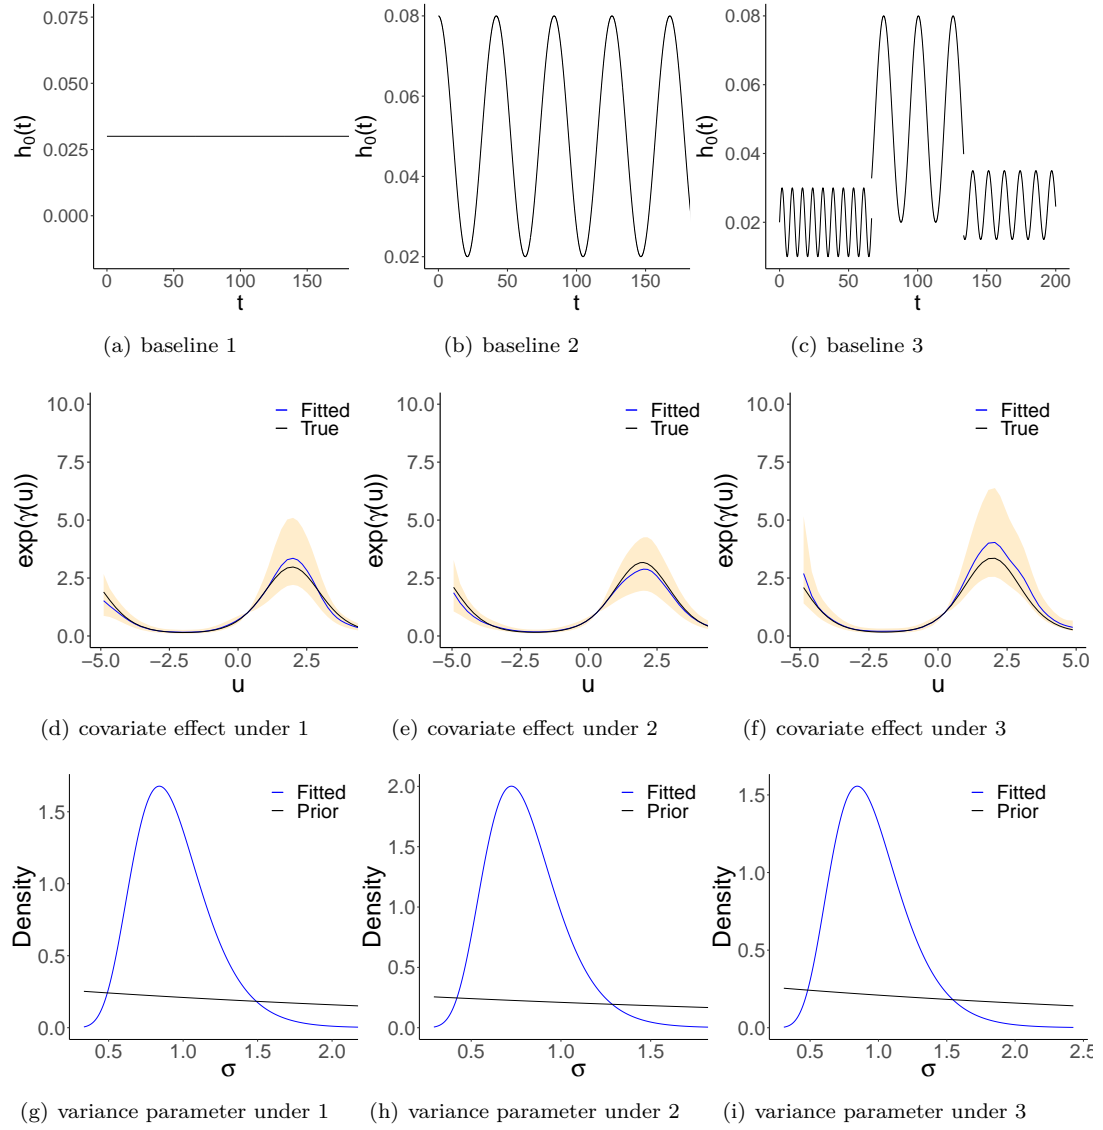 0.075
0.050
0.025
0.000
h₀(t)
0 50 100 150
t
(a) baseline 1
0.08
0.06
0.04
0.02
h₀(t)
0 50 100 150
t
(b) baseline 2
0.08
0.06
0.04
0.02
h₀(t)
0 50 100 150 200
t
(c) baseline 3
10.0
7.5
5.0
2.5
0.0
exp(γ(u))
Fitted
True
−5.0 −2.5 0.0 2.5
u
(d) covariate effect under 1
10.0
7.5
5.0
2.5
0.0
exp(γ(u))
Fitted
True
−5.0 −2.5 0.0 2.5
u
(e) covariate effect under 2
10.0
7.5
5.0
2.5
0.0
exp(γ(u))
Fitted
True
−5.0 −2.5 0.0 2.5 5.0
u
(f) covariate effect under 3
1.5
1.0
0.5
0.0
Density
Fitted
Prior
0.5 1.0 1.5 2.0
σ
(g) variance parameter under 1
2.0
1.5
1.0
0.5
0.0
Density
Fitted
Prior
0.5 1.0 1.5
σ
(h) variance parameter under 2
1.5
1.0
0.5
0.0
Density
Fitted
Prior
0.5 1.0 1.5 2.0 2.5
σ
(i) variance parameter under 3